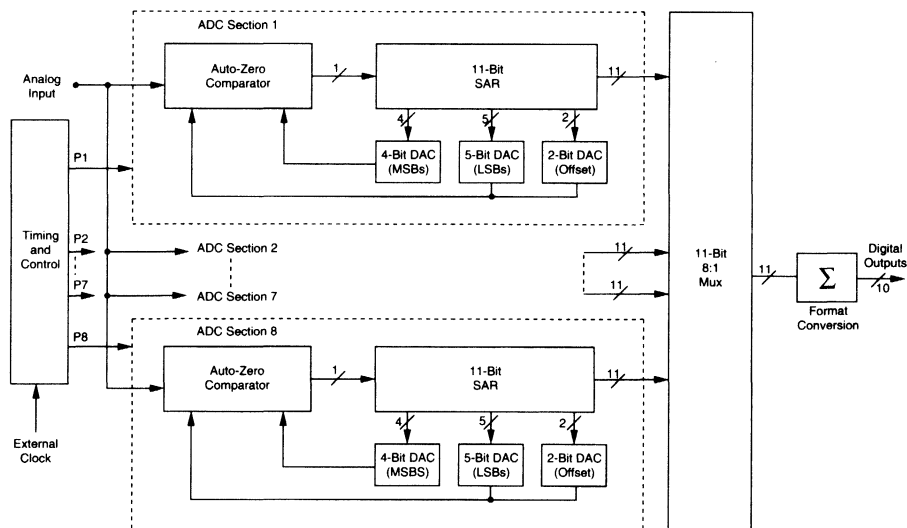 ADC Section 1
Analog
Input
Auto-Zero
Comparator
1
11-Bit
SAR
11
4
5
2
4-Bit DAC
(MSBs)
5-Bit DAC
(LSBs)
2-Bit DAC
(Offset)
P1
Timing
and
Control
P2
P7
P8
ADC Section 2
ADC Section 7
11
11
11-Bit
8:1
Mux
11
Σ
Digital
Outputs
10
Format
Conversion
ADC Section 8
Auto-Zero
Comparator
1
11-Bit
SAR
11
4
5
2
4-Bit DAC
(MSBS)
5-Bit DAC
(LSBs)
2-Bit DAC
(Offset)
External
Clock